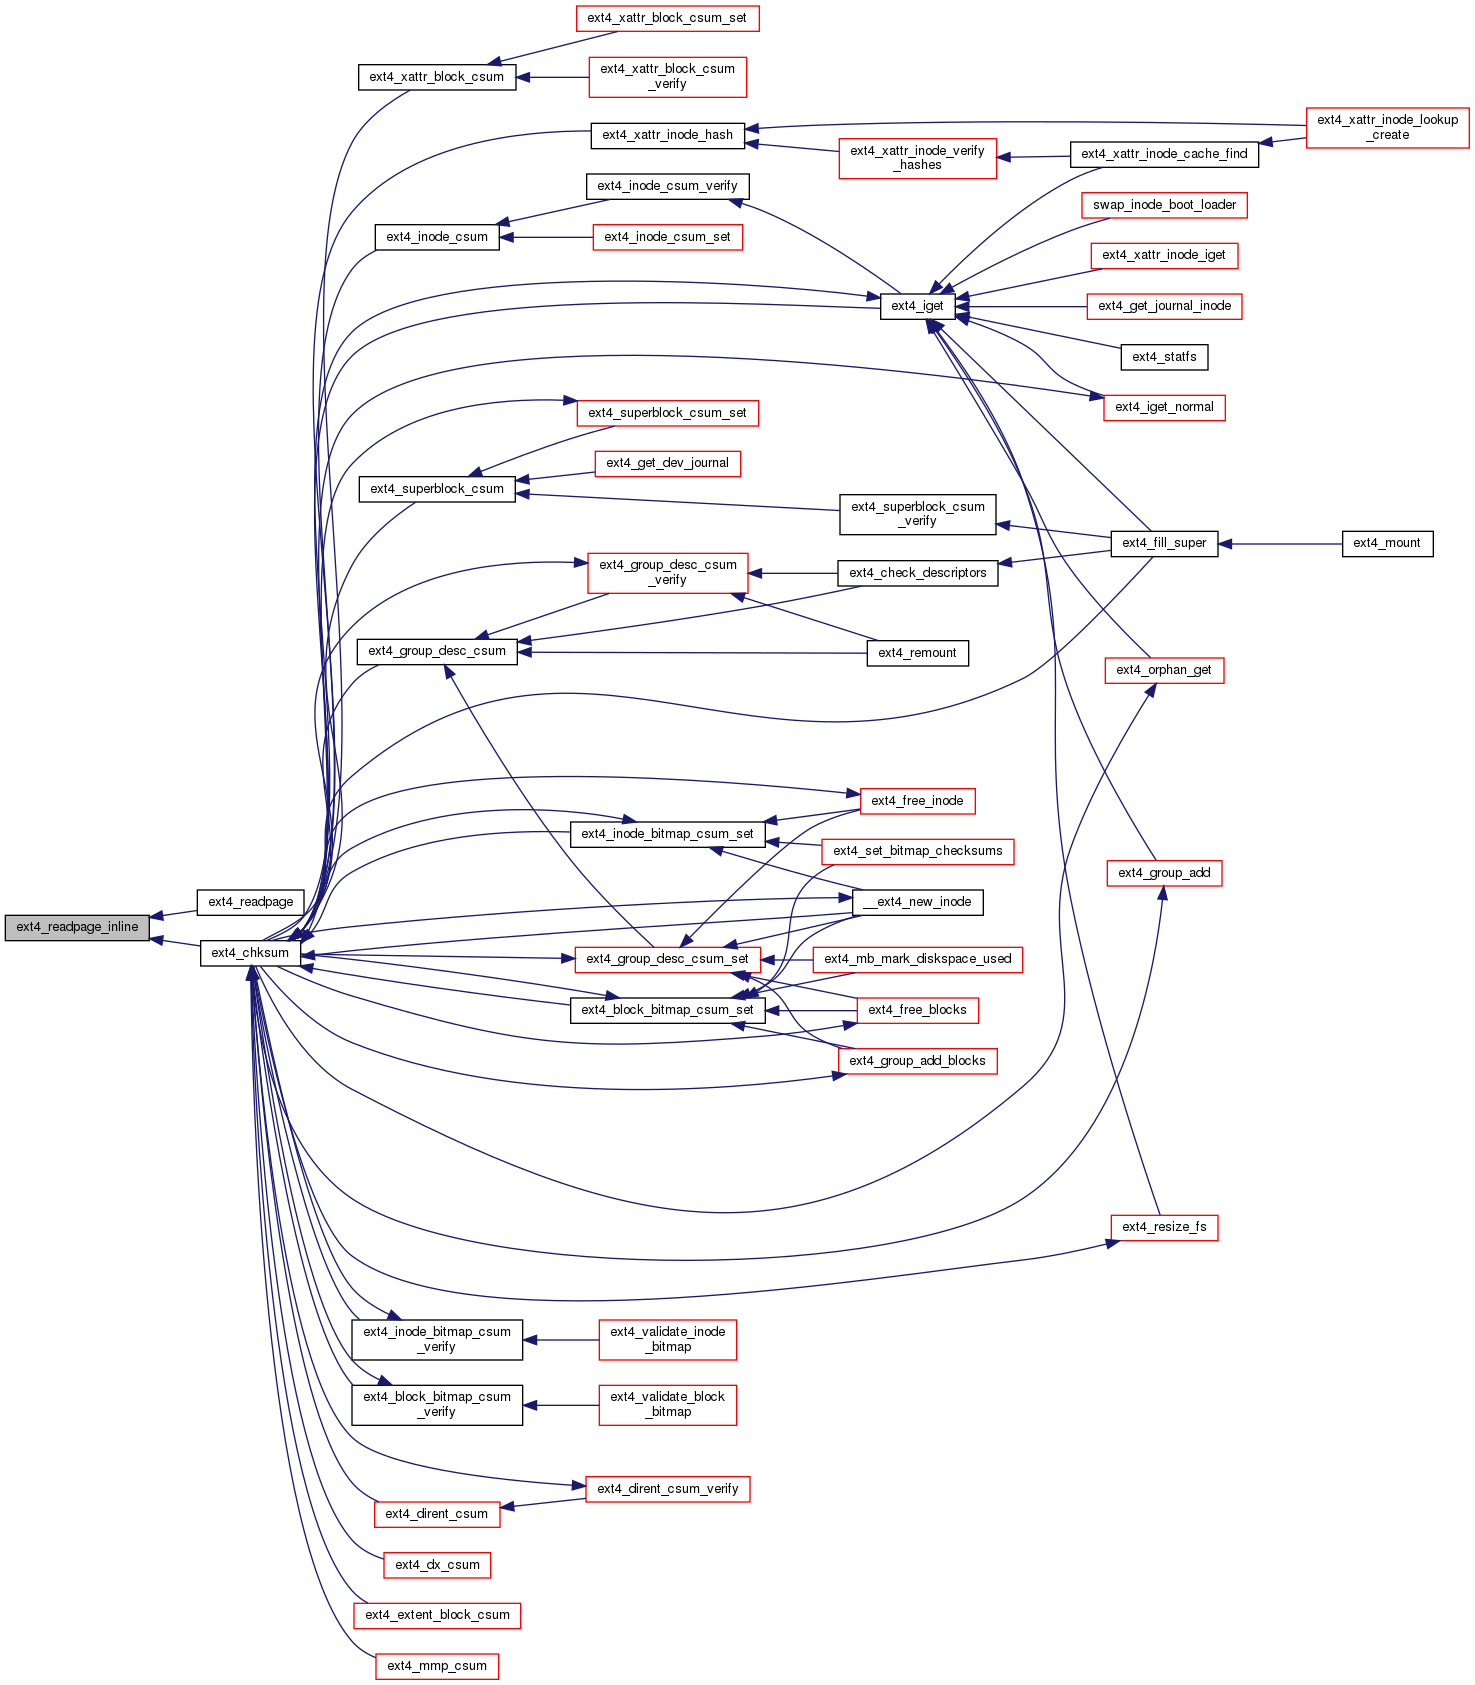 ext4_xattr_block_csum_set
ext4_xattr_block_csum
ext4_xattr_block_csum
_verify
ext4_xattr_inode_hash
ext4_xattr_inode_lookup
_create
ext4_xattr_inode_verify
_hashes
ext4_xattr_inode_cache_find
ext4_inode_csum_verify
swap_inode_boot_loader
ext4_inode_csum
ext4_inode_csum_set
ext4_xattr_inode_iget
ext4_iget
ext4_get_journal_inode
ext4_statfs
ext4_iget_normal
ext4_superblock_csum_set
ext4_get_dev_journal
ext4_superblock_csum
ext4_superblock_csum
_verify
ext4_fill_super
ext4_mount
ext4_group_desc_csum
_verify
ext4_check_descriptors
ext4_group_desc_csum
ext4_remount
ext4_orphan_get
ext4_free_inode
ext4_inode_bitmap_csum_set
ext4_set_bitmap_checksums
ext4_group_add
ext4_readpage
__ext4_new_inode
ext4_readpage_inline
ext4_chksum
ext4_group_desc_csum_set
ext4_mb_mark_diskspace_used
ext4_block_bitmap_csum_set
ext4_free_blocks
ext4_group_add_blocks
ext4_resize_fs
ext4_inode_bitmap_csum
_verify
ext4_validate_inode
_bitmap
ext4_block_bitmap_csum
_verify
ext4_validate_block
_bitmap
ext4_dirent_csum_verify
ext4_dirent_csum
ext4_dx_csum
ext4_extent_block_csum
ext4_mmp_csum